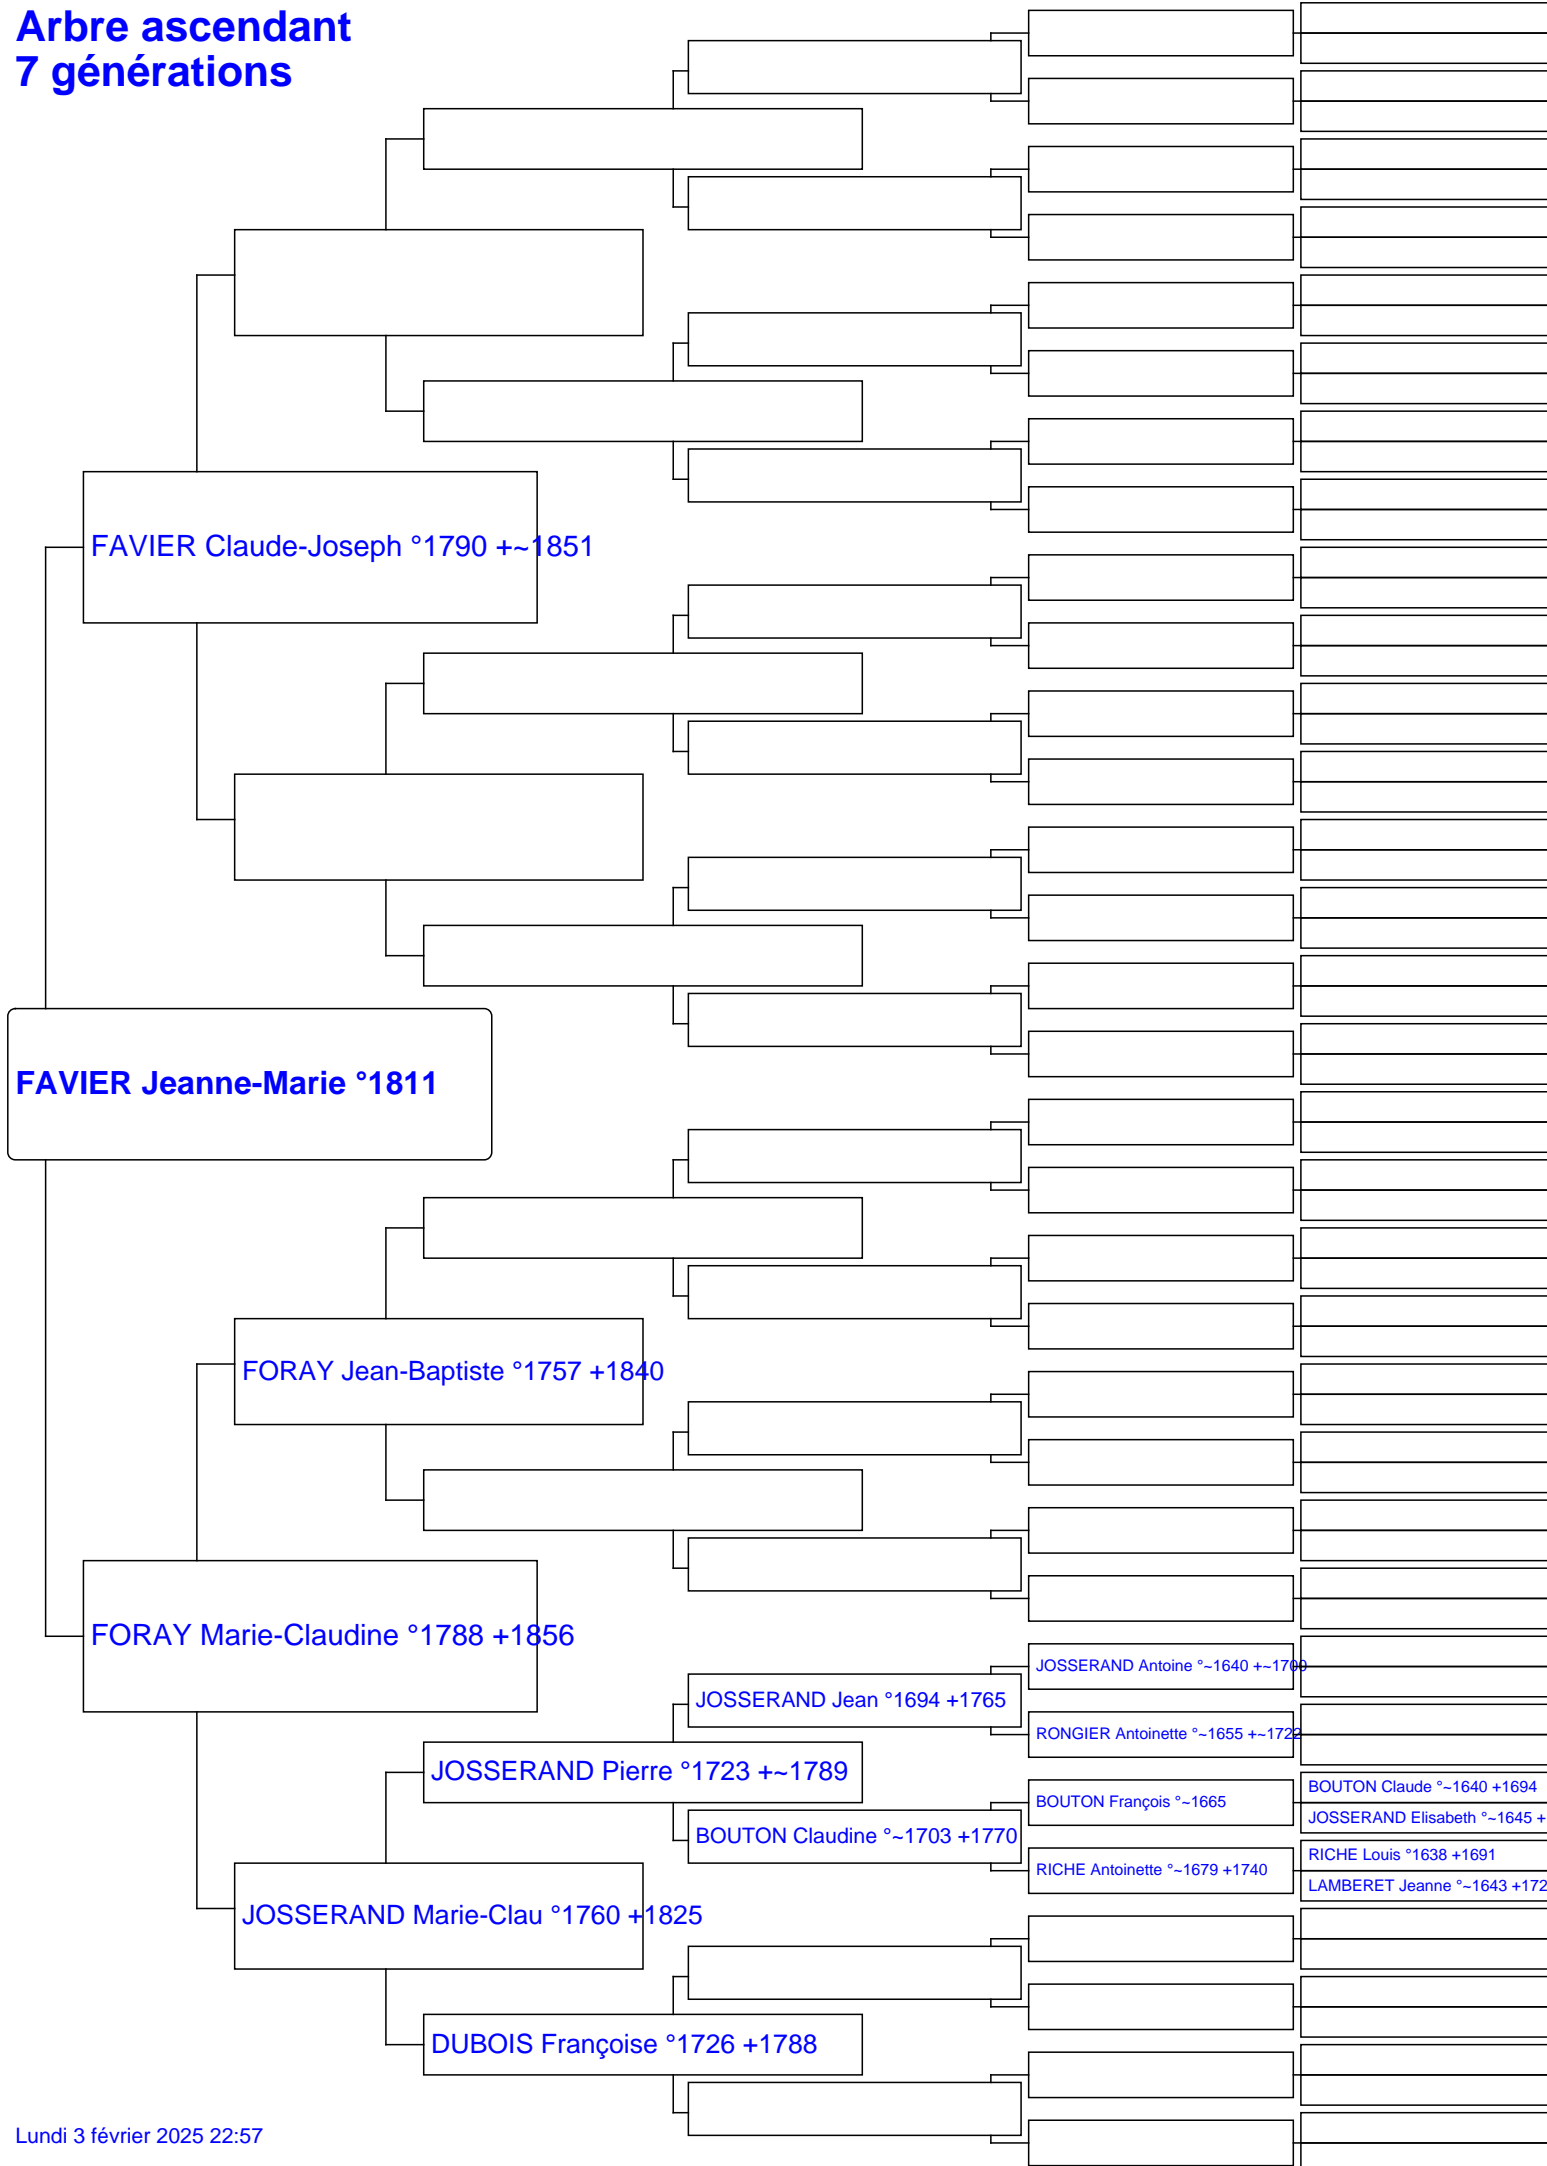 Arbre ascendant
7 générations
FAVIER Claude-Joseph °1790 +~1851
FAVIER Jeanne-Marie °1811
FORAY Jean-Baptiste °1757 +1840
FORAY Marie-Claudine °1788 +1856
JOSSERAND Antoine °~1640 +~1700
JOSSERAND Jean °1694 +1765
RONGIER Antoinette °~1655 +~1722
JOSSERAND Pierre °1723 +~1789
BOUTON Claude °~1640 +1694
BOUTON François °~1665
JOSSERAND Elisabeth °~1645 +
BOUTON Claudine °~1703 +1770
RICHE Louis °1638 +1691
RICHE Antoinette °~1679 +1740
LAMBERET Jeanne °~1643 +172
JOSSERAND Marie-Clau °1760 +1825
DUBOIS Françoise °1726 +1788
Lundi 3 février 2025 22:57